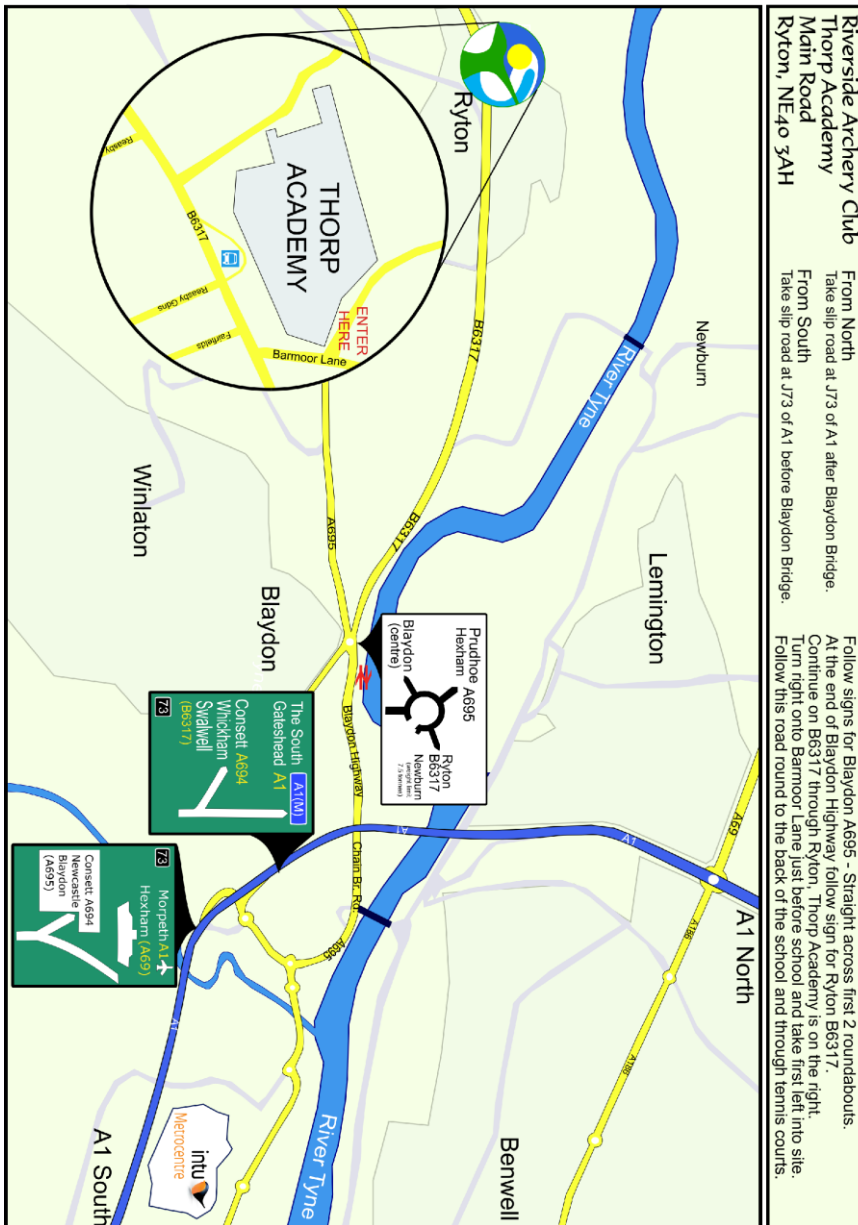 Riverside Archery Club
Thorp Academy
Main Road
Ryton, NE40 3AH
From North
Take slip road at J73 of A1 after Blaydon Bridge.
From South
Take slip road at J73 of A1 before Blaydon Bridge.
Follow signs for Blaydon A695 - Straight across first 2 roundabouts.
At the end of Blaydon Highway follow sign for Ryton B6317.
Continue on B6317 through Ryton, Thorp Academy is on the right.
Turn right onto Barmoor Lane just before school and take first left into site.
Follow this road round to the back of the school and through tennis courts.
Newburn
Lemington
A69
A1 North
A1
A186
A186
Benwell
River Tyne
River Tyne
Ryton
B6317
B6317
THORP
ACADEMY
ENTER
HERE
Barmoor Lane
B6317
Reasby
Reasby Gdns
Fairfields
Prudhoe
Hexham A695
Ryton
B6317
Newburn
Blaydon
(centre)
A695
Blaydon Highway
Chain Br. Rd.
A695
A1
Winlaton
Blaydon
The South A1(M)
Gateshead A1
Consett A694
Whickham
Swalwell
(B6317)
73
Morpeth A1
Hexham (A69)
Consett A694
Newcastle
Blaydon
(A695)
73
A1
intu
Metrocentre
A1 South